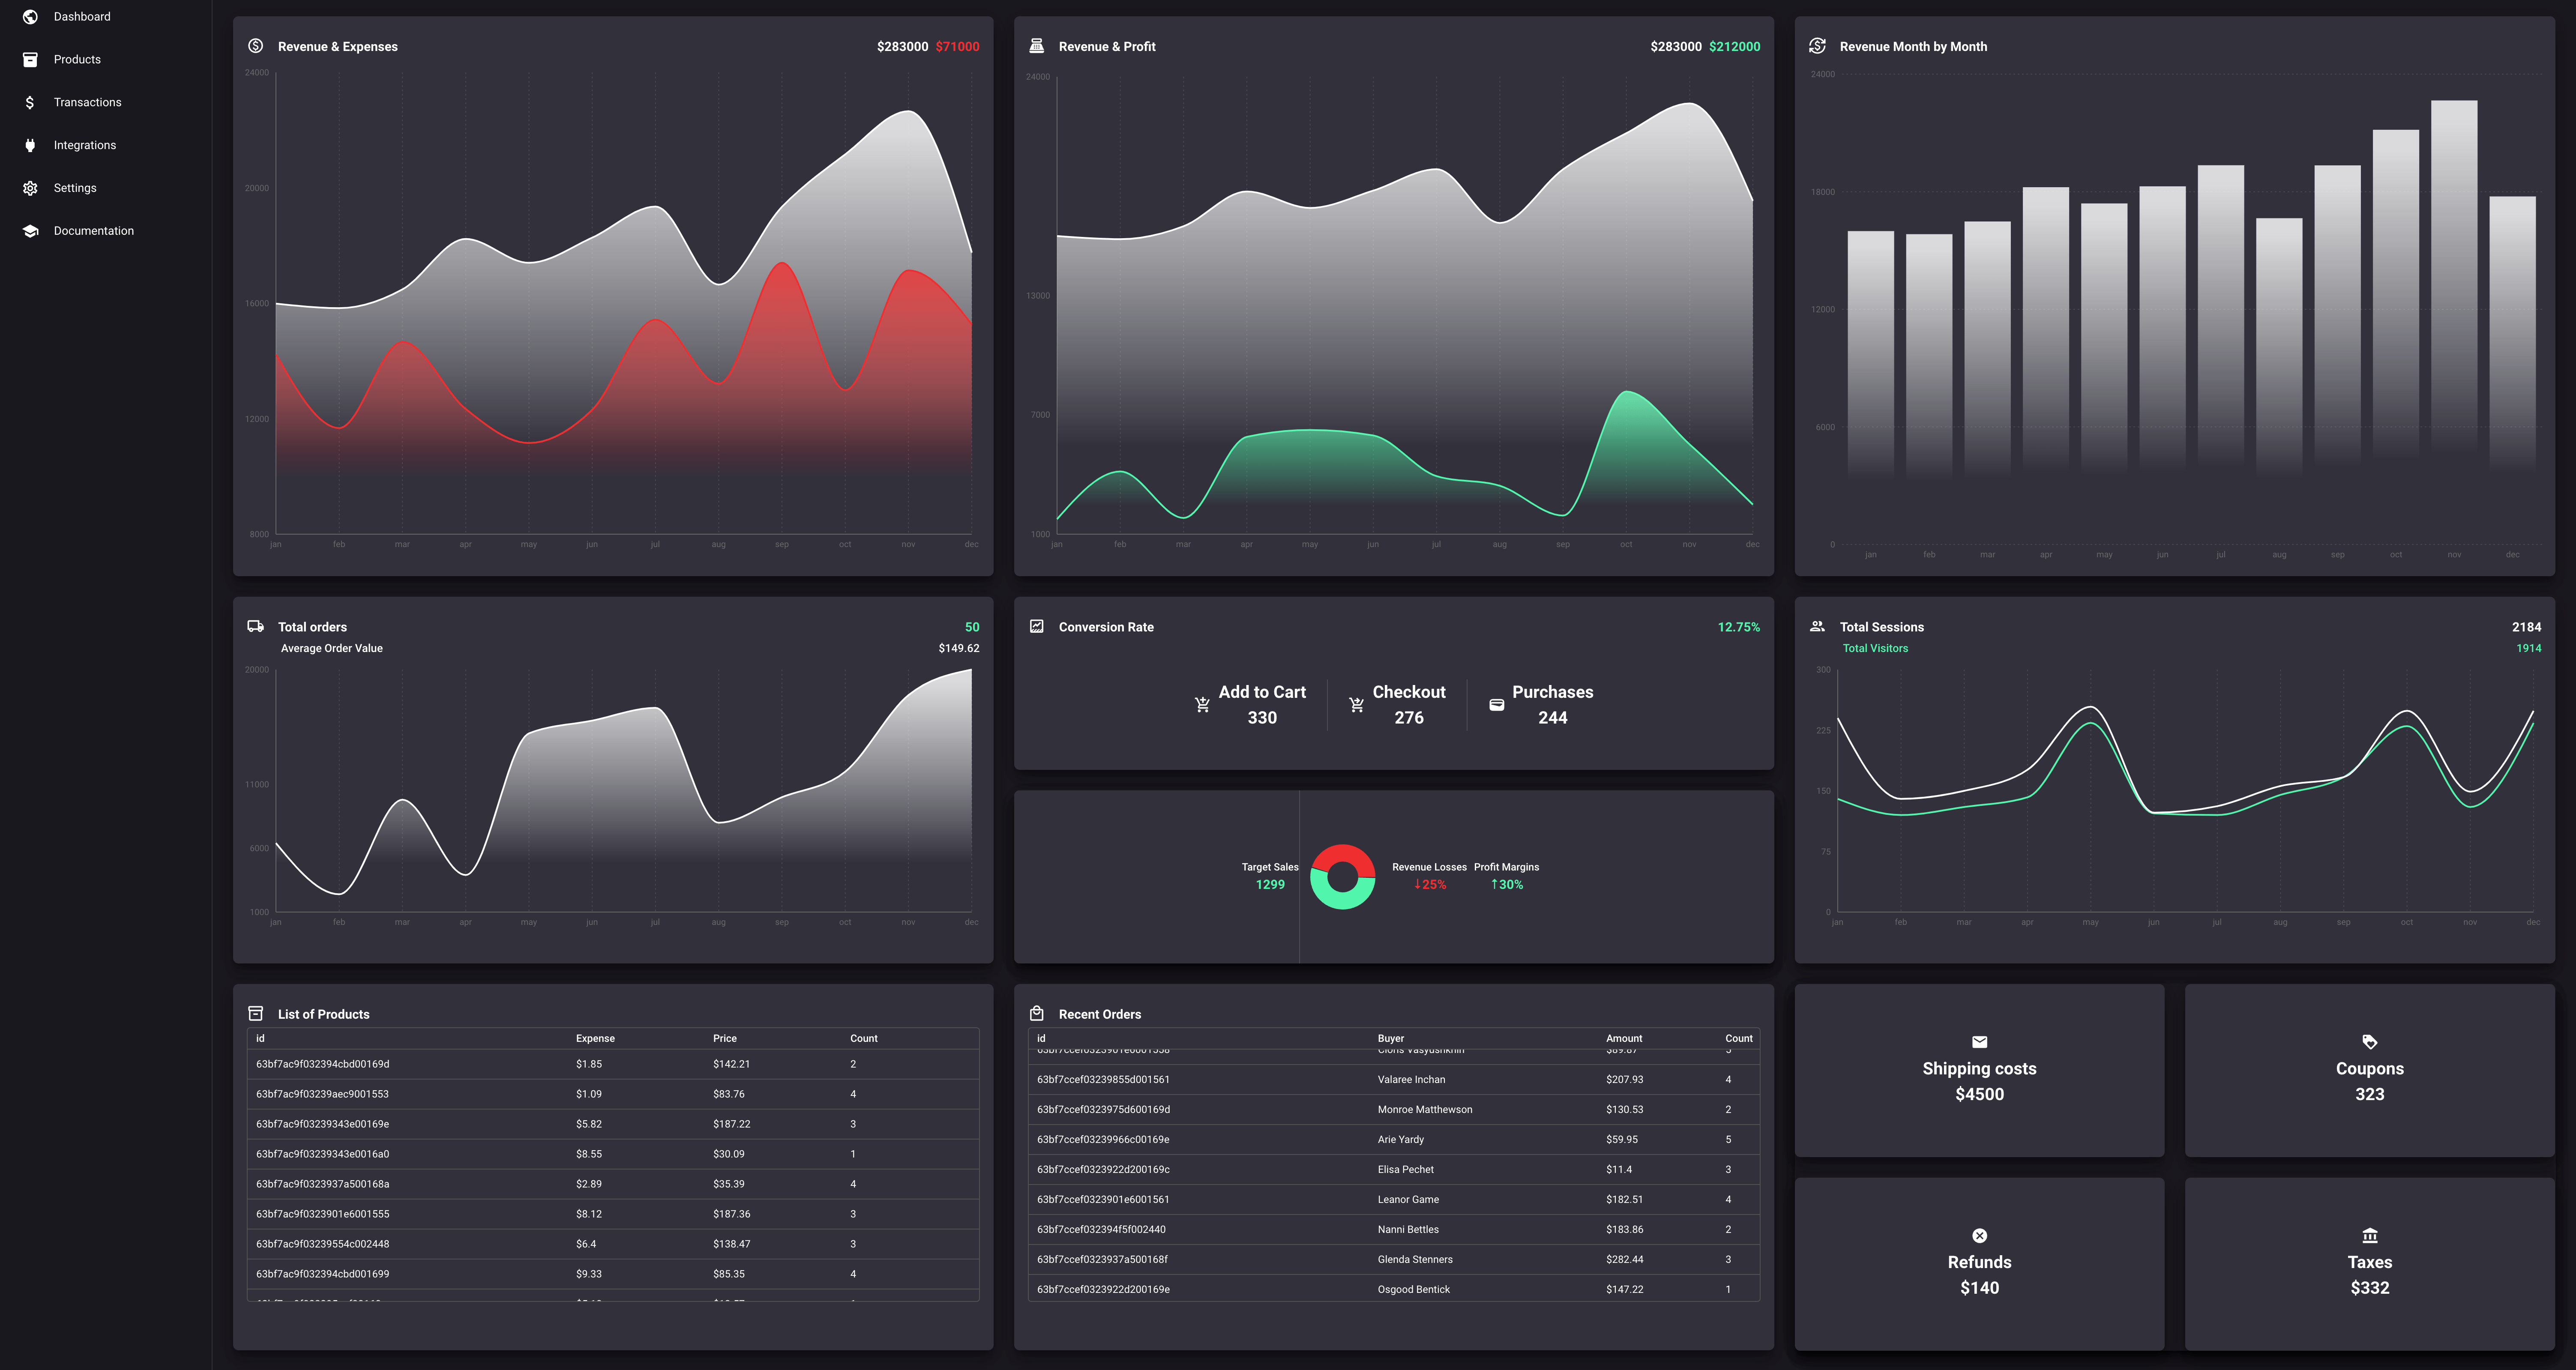 Dashboard
Products
Transactions
Integrations
Settings
Documentation
Revenue & Expenses $283000 $71000
24000
20000
16000
12000
8000
jan feb mar apr may jun jul aug sep oct nov dec
Revenue & Profit $283000 $212000
24000
13000
7000
1000
jan feb mar apr may jun jul aug sep oct nov dec
Revenue Month by Month
24000
18000
12000
6000
0
jan feb mar apr may jun jul aug sep oct nov dec
Total orders 50
Average Order Value $149.62
20000
11000
6000
1000
jan feb mar apr may jun jul aug sep oct nov dec
Conversion Rate 12.75%
Add to Cart Checkout Purchases
330 276 244
Target Sales Revenue Losses Profit Margins
1299 ↓25% ↑30%
Total Sessions 2184
Total Visitors 1914
300
225
150
75
0
jan feb mar apr may jun jul aug sep oct nov dec
List of Products
id Expense Price Count
63bf7ac9f032394cbd00169d $1.85 $142.21 2
63bf7ac9f03239aec9001553 $1.09 $83.76 4
63bf7ac9f03239343e00169e $5.82 $187.22 3
63bf7ac9f03239343e0016a0 $8.55 $30.09 1
63bf7ac9f0323937a500168a $2.89 $35.39 4
63bf7ac9f0323901e6001555 $8.12 $187.36 3
63bf7ac9f03239554c002448 $6.4 $138.47 3
63bf7ac9f032394cbd001699 $9.33 $85.35 4
Recent Orders
id Buyer Amount Count
63bf7ccef0323901e6001558 Cloris Vasyushkhin $89.87 5
63bf7ccef03239855d001561 Valaree Inchan $207.93 4
63bf7ccef0323975d600169d Monroe Matthewson $130.53 2
63bf7ccef03239966c00169e Arie Yardy $59.95 5
63bf7ccef0323922d200169c Elisa Pechet $11.4 3
63bf7ccef0323901e6001561 Leanor Game $182.51 4
63bf7ccef032394f5f002440 Nanni Bettles $183.86 2
63bf7ccef0323937a500168f Glenda Stenners $282.44 3
63bf7ccef0323922d200169e Osgood Bentick $147.22 1
Shipping costs
$4500
Coupons
323
Refunds
$140
Taxes
$332